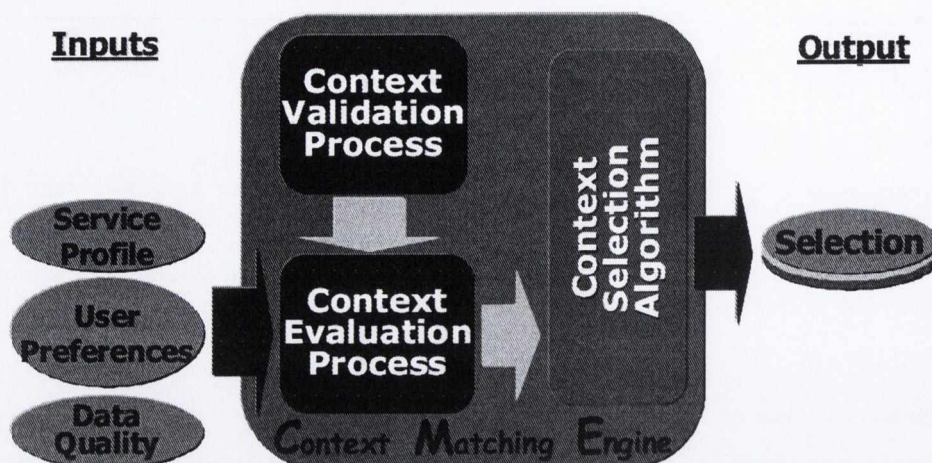 Inputs
Output
Context
Validation
Process
Service
Profile
User
Preferences
Data
Quality
Context
Evaluation
Process
Context
Selection
Algorithm
Selection
Context Matching Engine